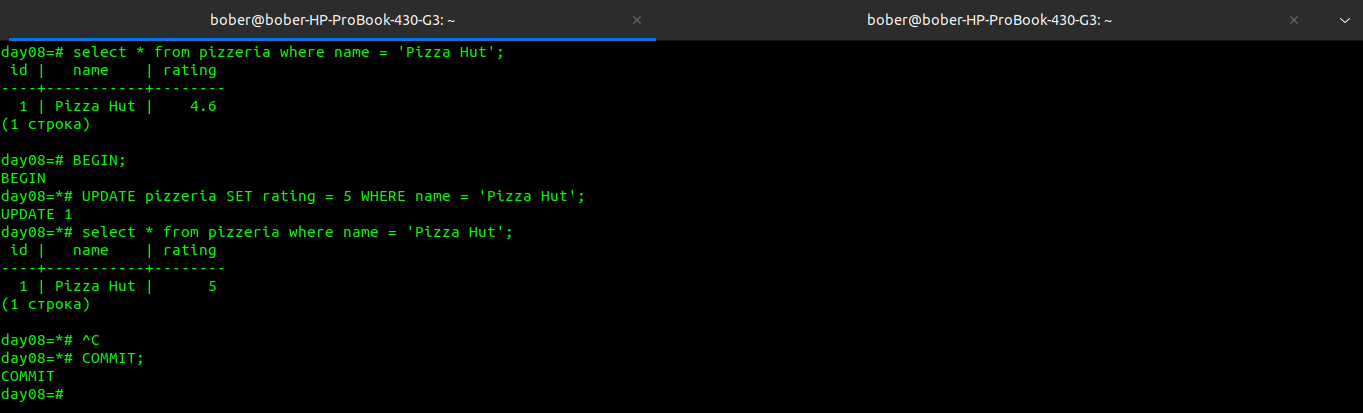 bober@bober-HP-ProBook-430-G3: ~
bober@bober-HP-ProBook-430-G3: ~
day08=# select * from pizzeria where name = 'Pizza Hut';
 id |   name    | rating
----+-----------+--------
  1 | Pizza Hut |    4.6
(1 строка)
day08=# BEGIN;
BEGIN
day08=*# UPDATE pizzeria SET rating = 5 WHERE name = 'Pizza Hut';
UPDATE 1
day08=*# select * from pizzeria where name = 'Pizza Hut';
 id |   name    | rating
----+-----------+--------
  1 | Pizza Hut |      5
(1 строка)
day08=*# ^C
day08=*# COMMIT;
COMMIT
day08=#